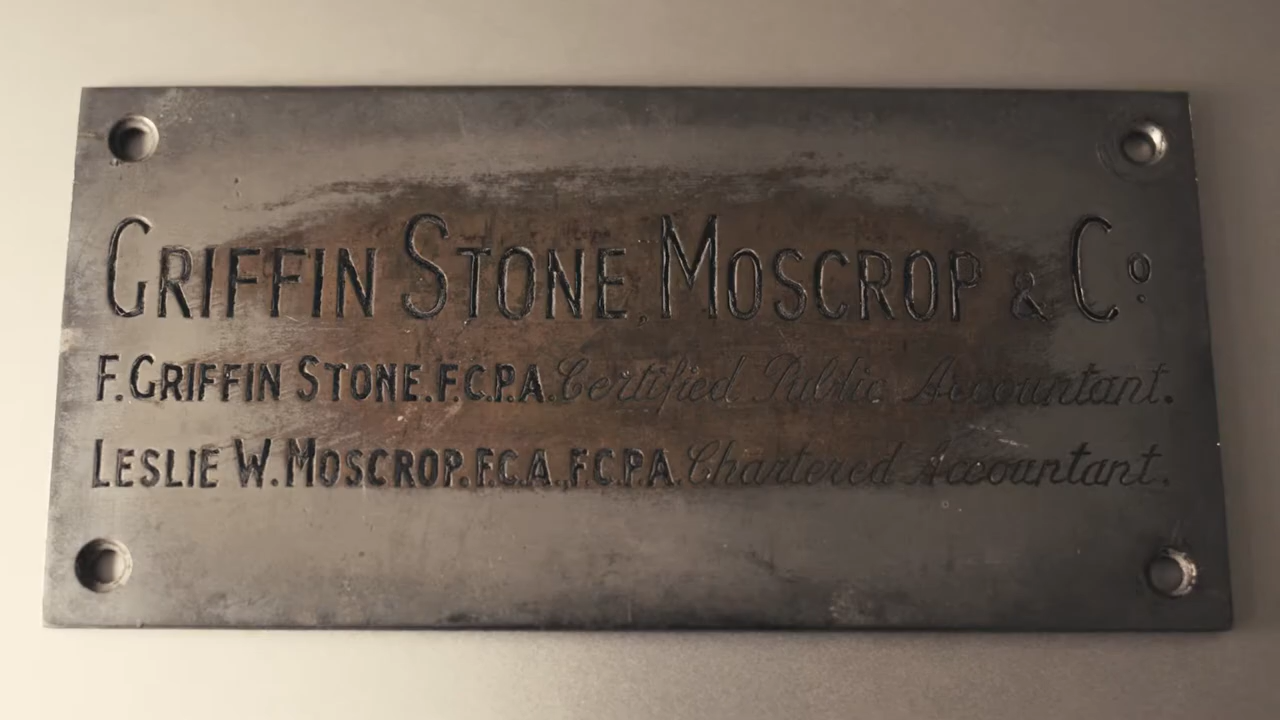 GRIFFIN STONE, MOSCROP & Cº
F. GRIFFIN STONE. F.C.P.A. Certified Public Accountant.
LESLIE W. MOSCROP. F.C.A., F.C.P.A. Chartered Accountant.